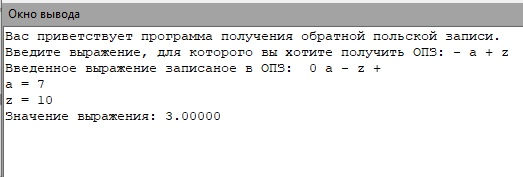 Окно вывода
Вас приветствует программа получения обратной польской записи.
Введите выражение, для которого вы хотите получить ОПЗ: - a + z
Введенное выражение записаное в ОПЗ:  0 a - z +
a = 7
z = 10
Значение выражения: 3.00000